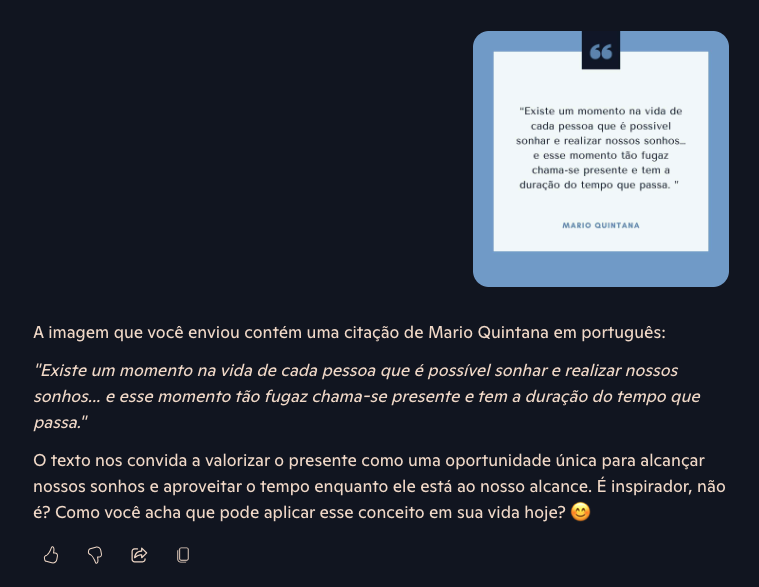 “Existe um momento na vida de
cada pessoa que é possível
sonhar e realizar nossos sonhos...
e esse momento tão fugaz
chama-se presente e tem a
duração do tempo que passa. ”
MARIO QUINTANA
A imagem que você enviou contém uma citação de Mario Quintana em português:
"Existe um momento na vida de cada pessoa que é possível sonhar e realizar nossos
sonhos... e esse momento tão fugaz chama-se presente e tem a duração do tempo que
passa."
O texto nos convida a valorizar o presente como uma oportunidade única para alcançar
nossos sonhos e aproveitar o tempo enquanto ele está ao nosso alcance. É inspirador, não
é? Como você acha que pode aplicar esse conceito em sua vida hoje? 😊